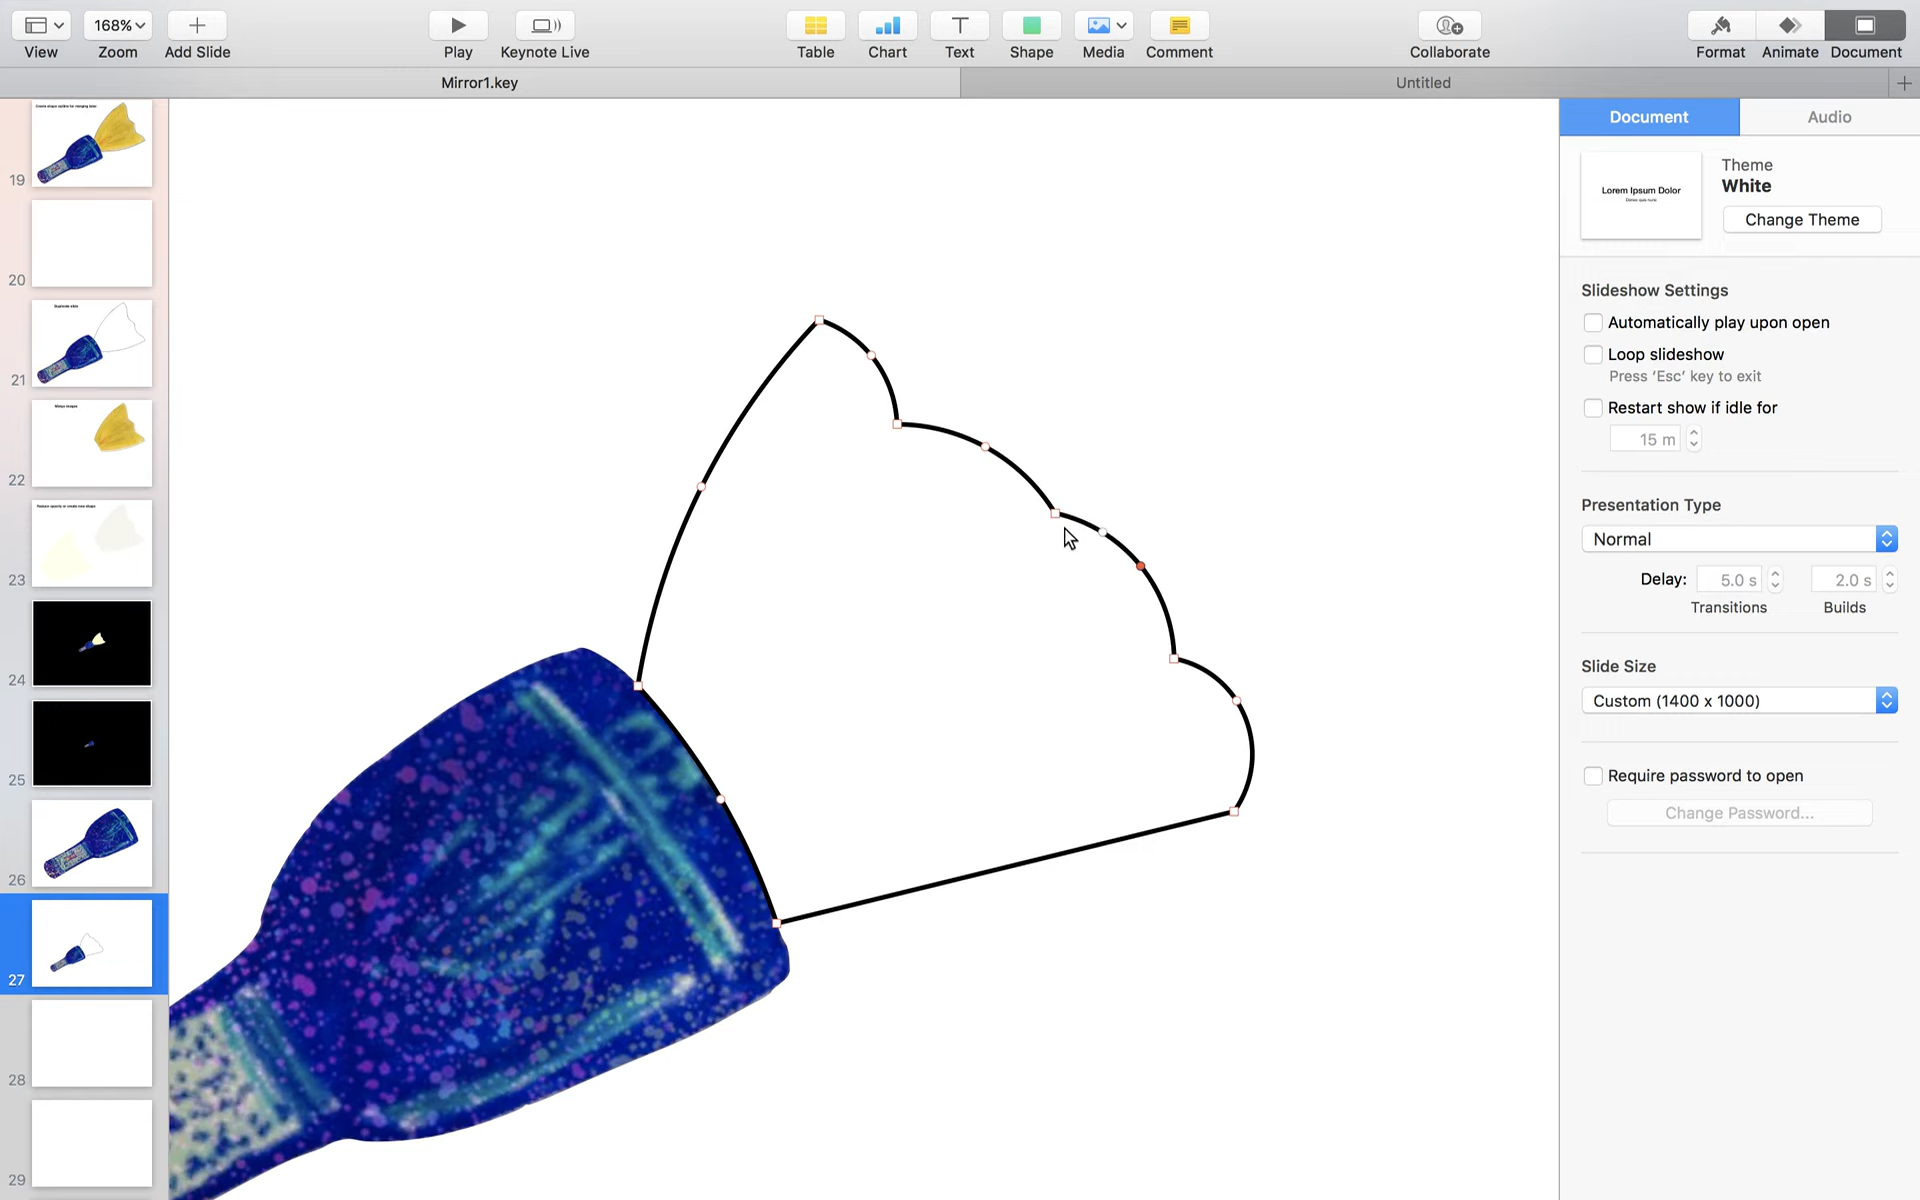 168%
View
Zoom
Add Slide
Play
Keynote Live
Table
Chart
Text
Shape
Media
Comment
Collaborate
Format
Animate
Document
Mirror1.key
Untitled
19
20
21
22
23
24
25
26
27
28
29
Duplicate slide
Document
Audio
Lorem Ipsum Dolor
Theme
White
Change Theme
Slideshow Settings
Automatically play upon open
Loop slideshow
Press ‘Esc’ key to exit
Restart show if idle for
15 m
Presentation Type
Normal
Delay:
5.0 s
2.0 s
Transitions
Builds
Slide Size
Custom (1400 x 1000)
Require password to open
Change Password...